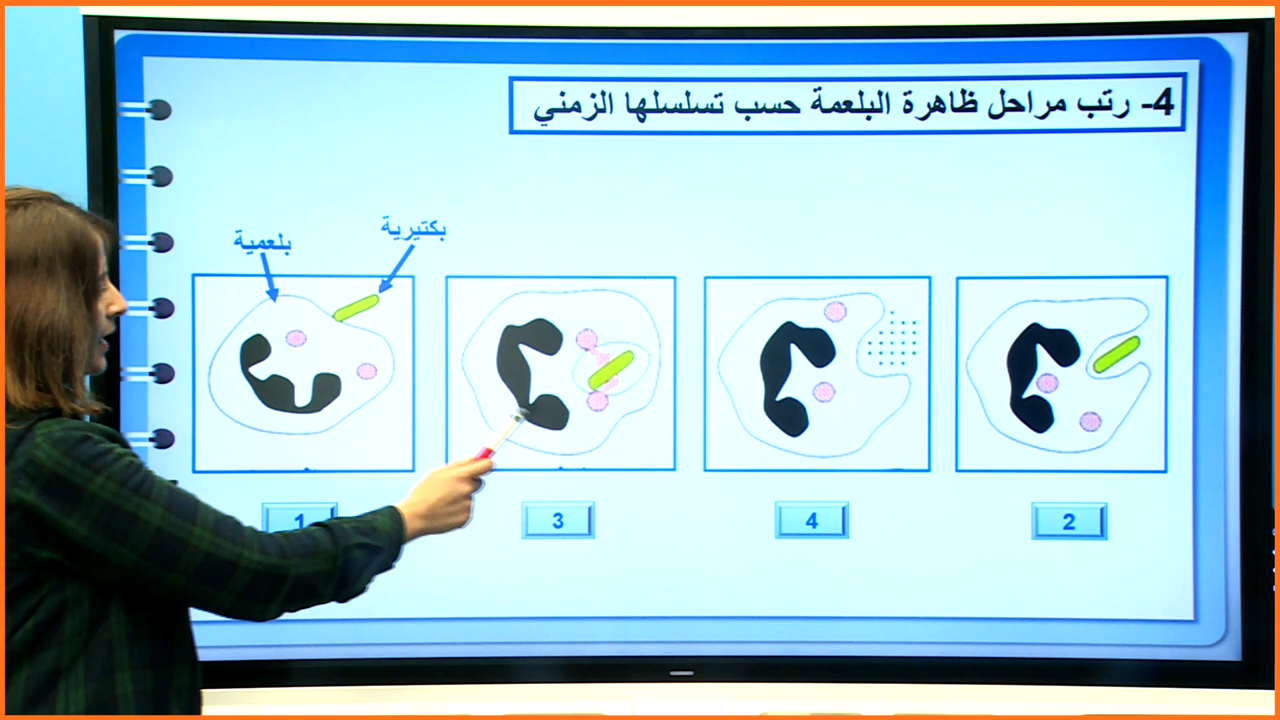 4- رتب مراحل ظاهرة البلعمة حسب تسلسلها الزمني
بكتيرية
بلعمية
2
4
3
1